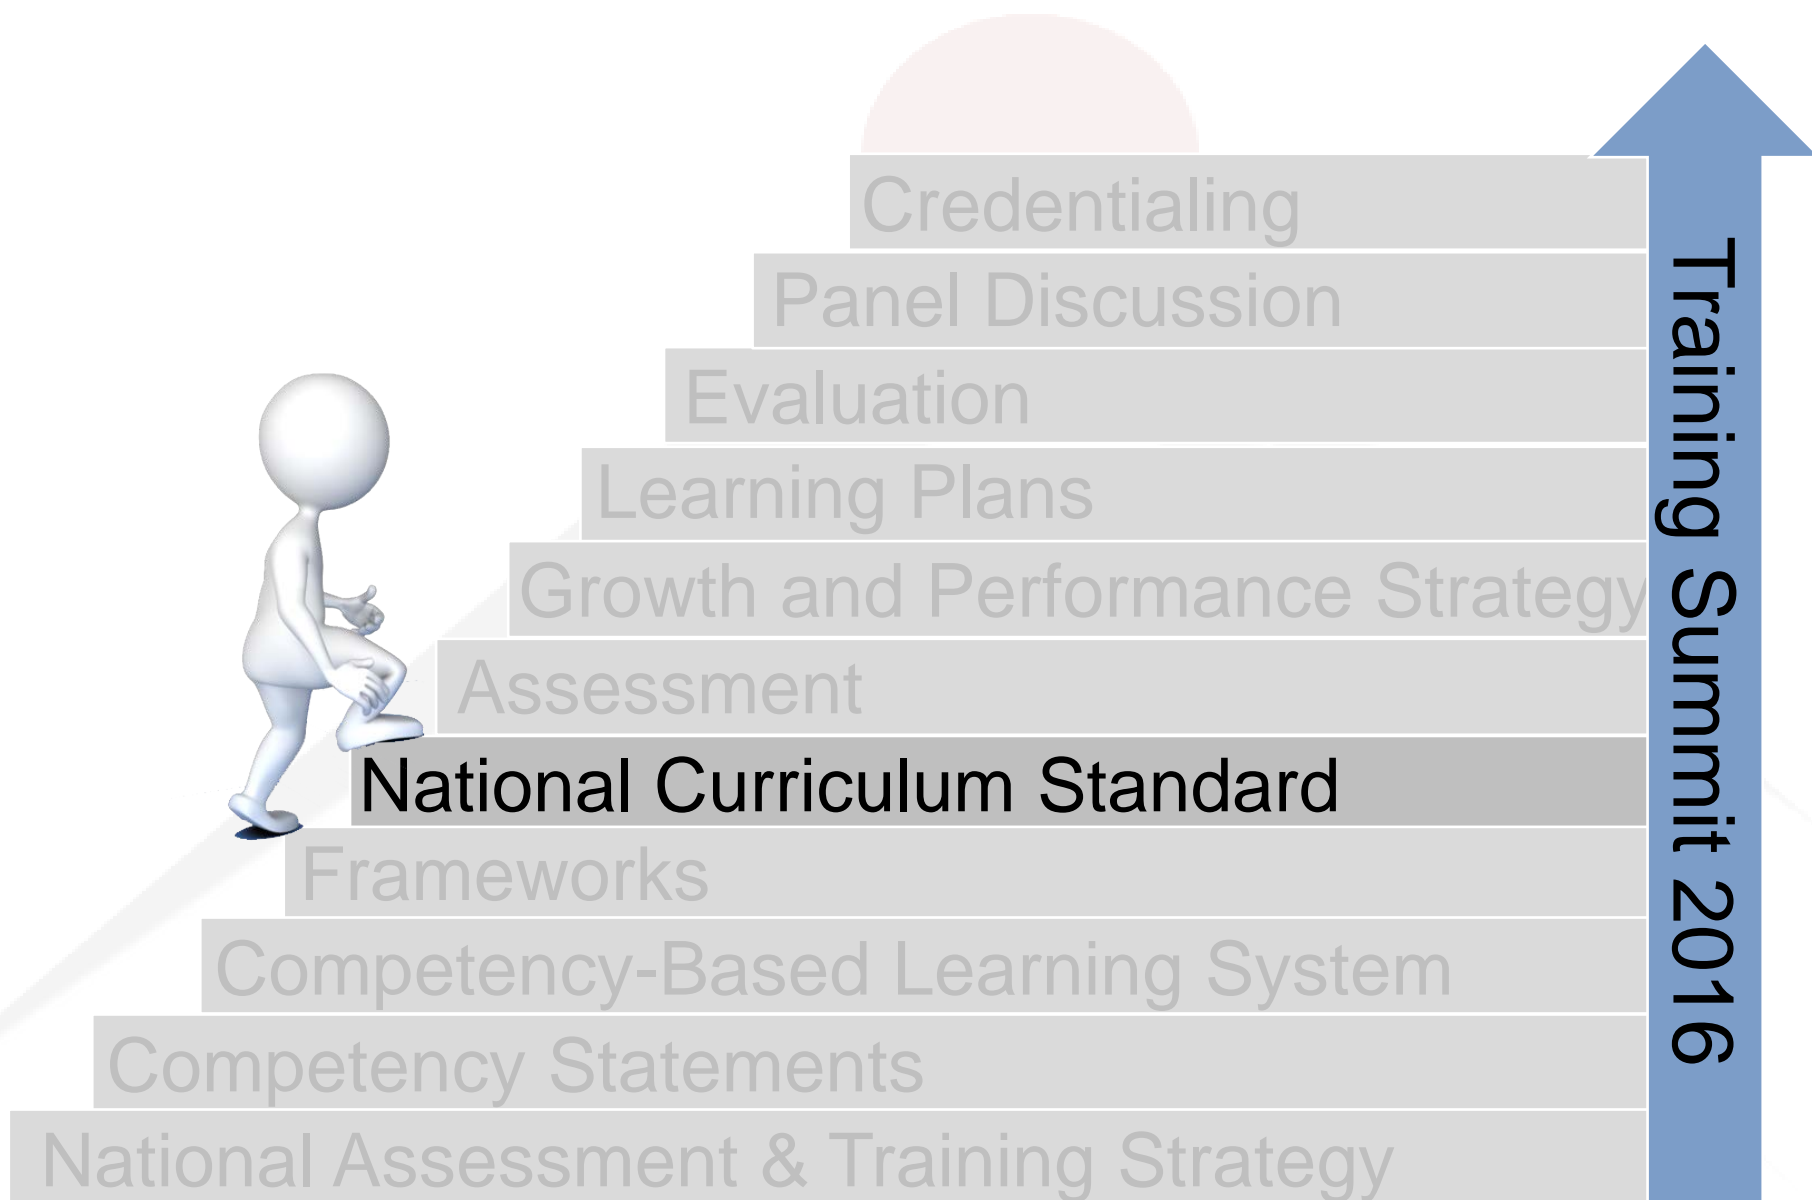 Credentialing
Panel Discussion
Evaluation
Learning Plans
Growth and Performance Strategy
Assessment
National Curriculum Standard
Frameworks
Competency-Based Learning System
Competency Statements
National Assessment & Training Strategy
Training Summit 2016